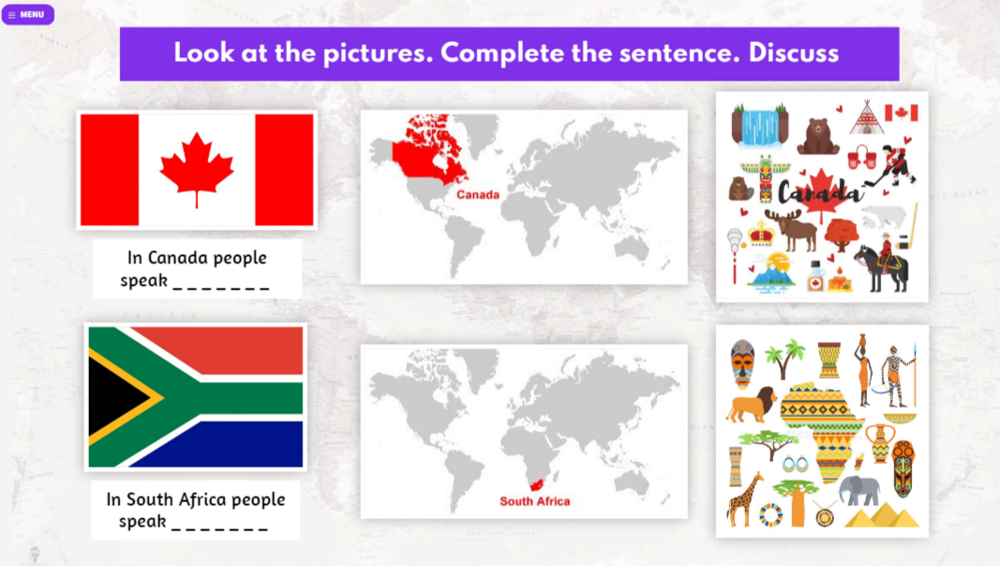 MENU
Look at the pictures. Complete the sentence. Discuss
In Canada people
speak _ _ _ _ _ _ _
Canada
Canada
In South Africa people
speak _ _ _ _ _ _ _
South Africa